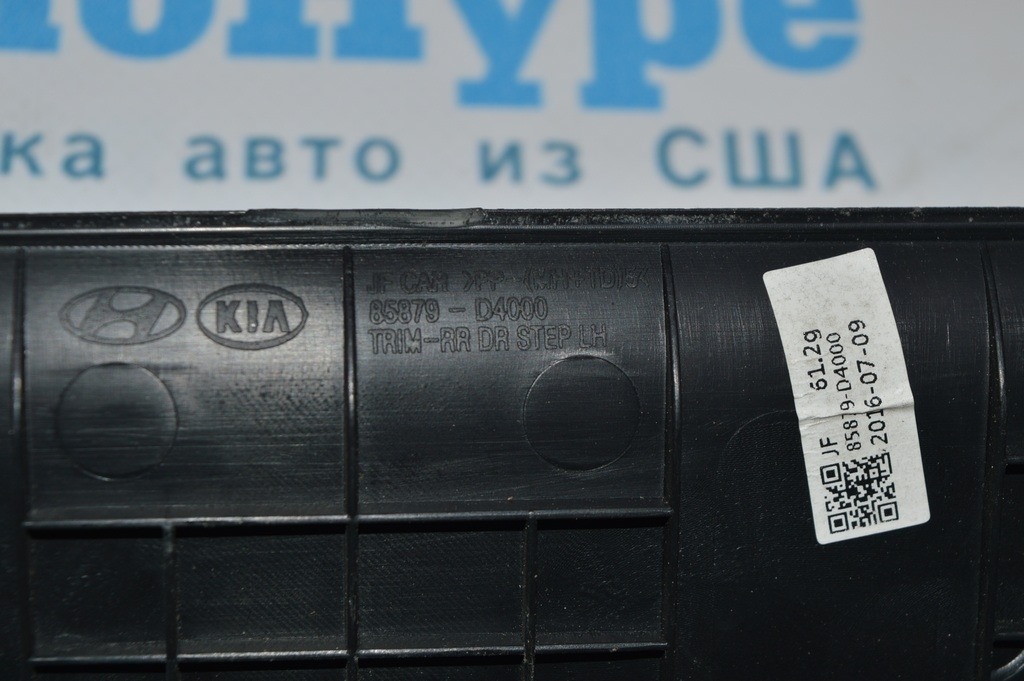 ка авто из США
KIA
85879 - D4000
TRIM-RR DR STEP LH
JF 61.2g
85879-D4000
2016-07-09